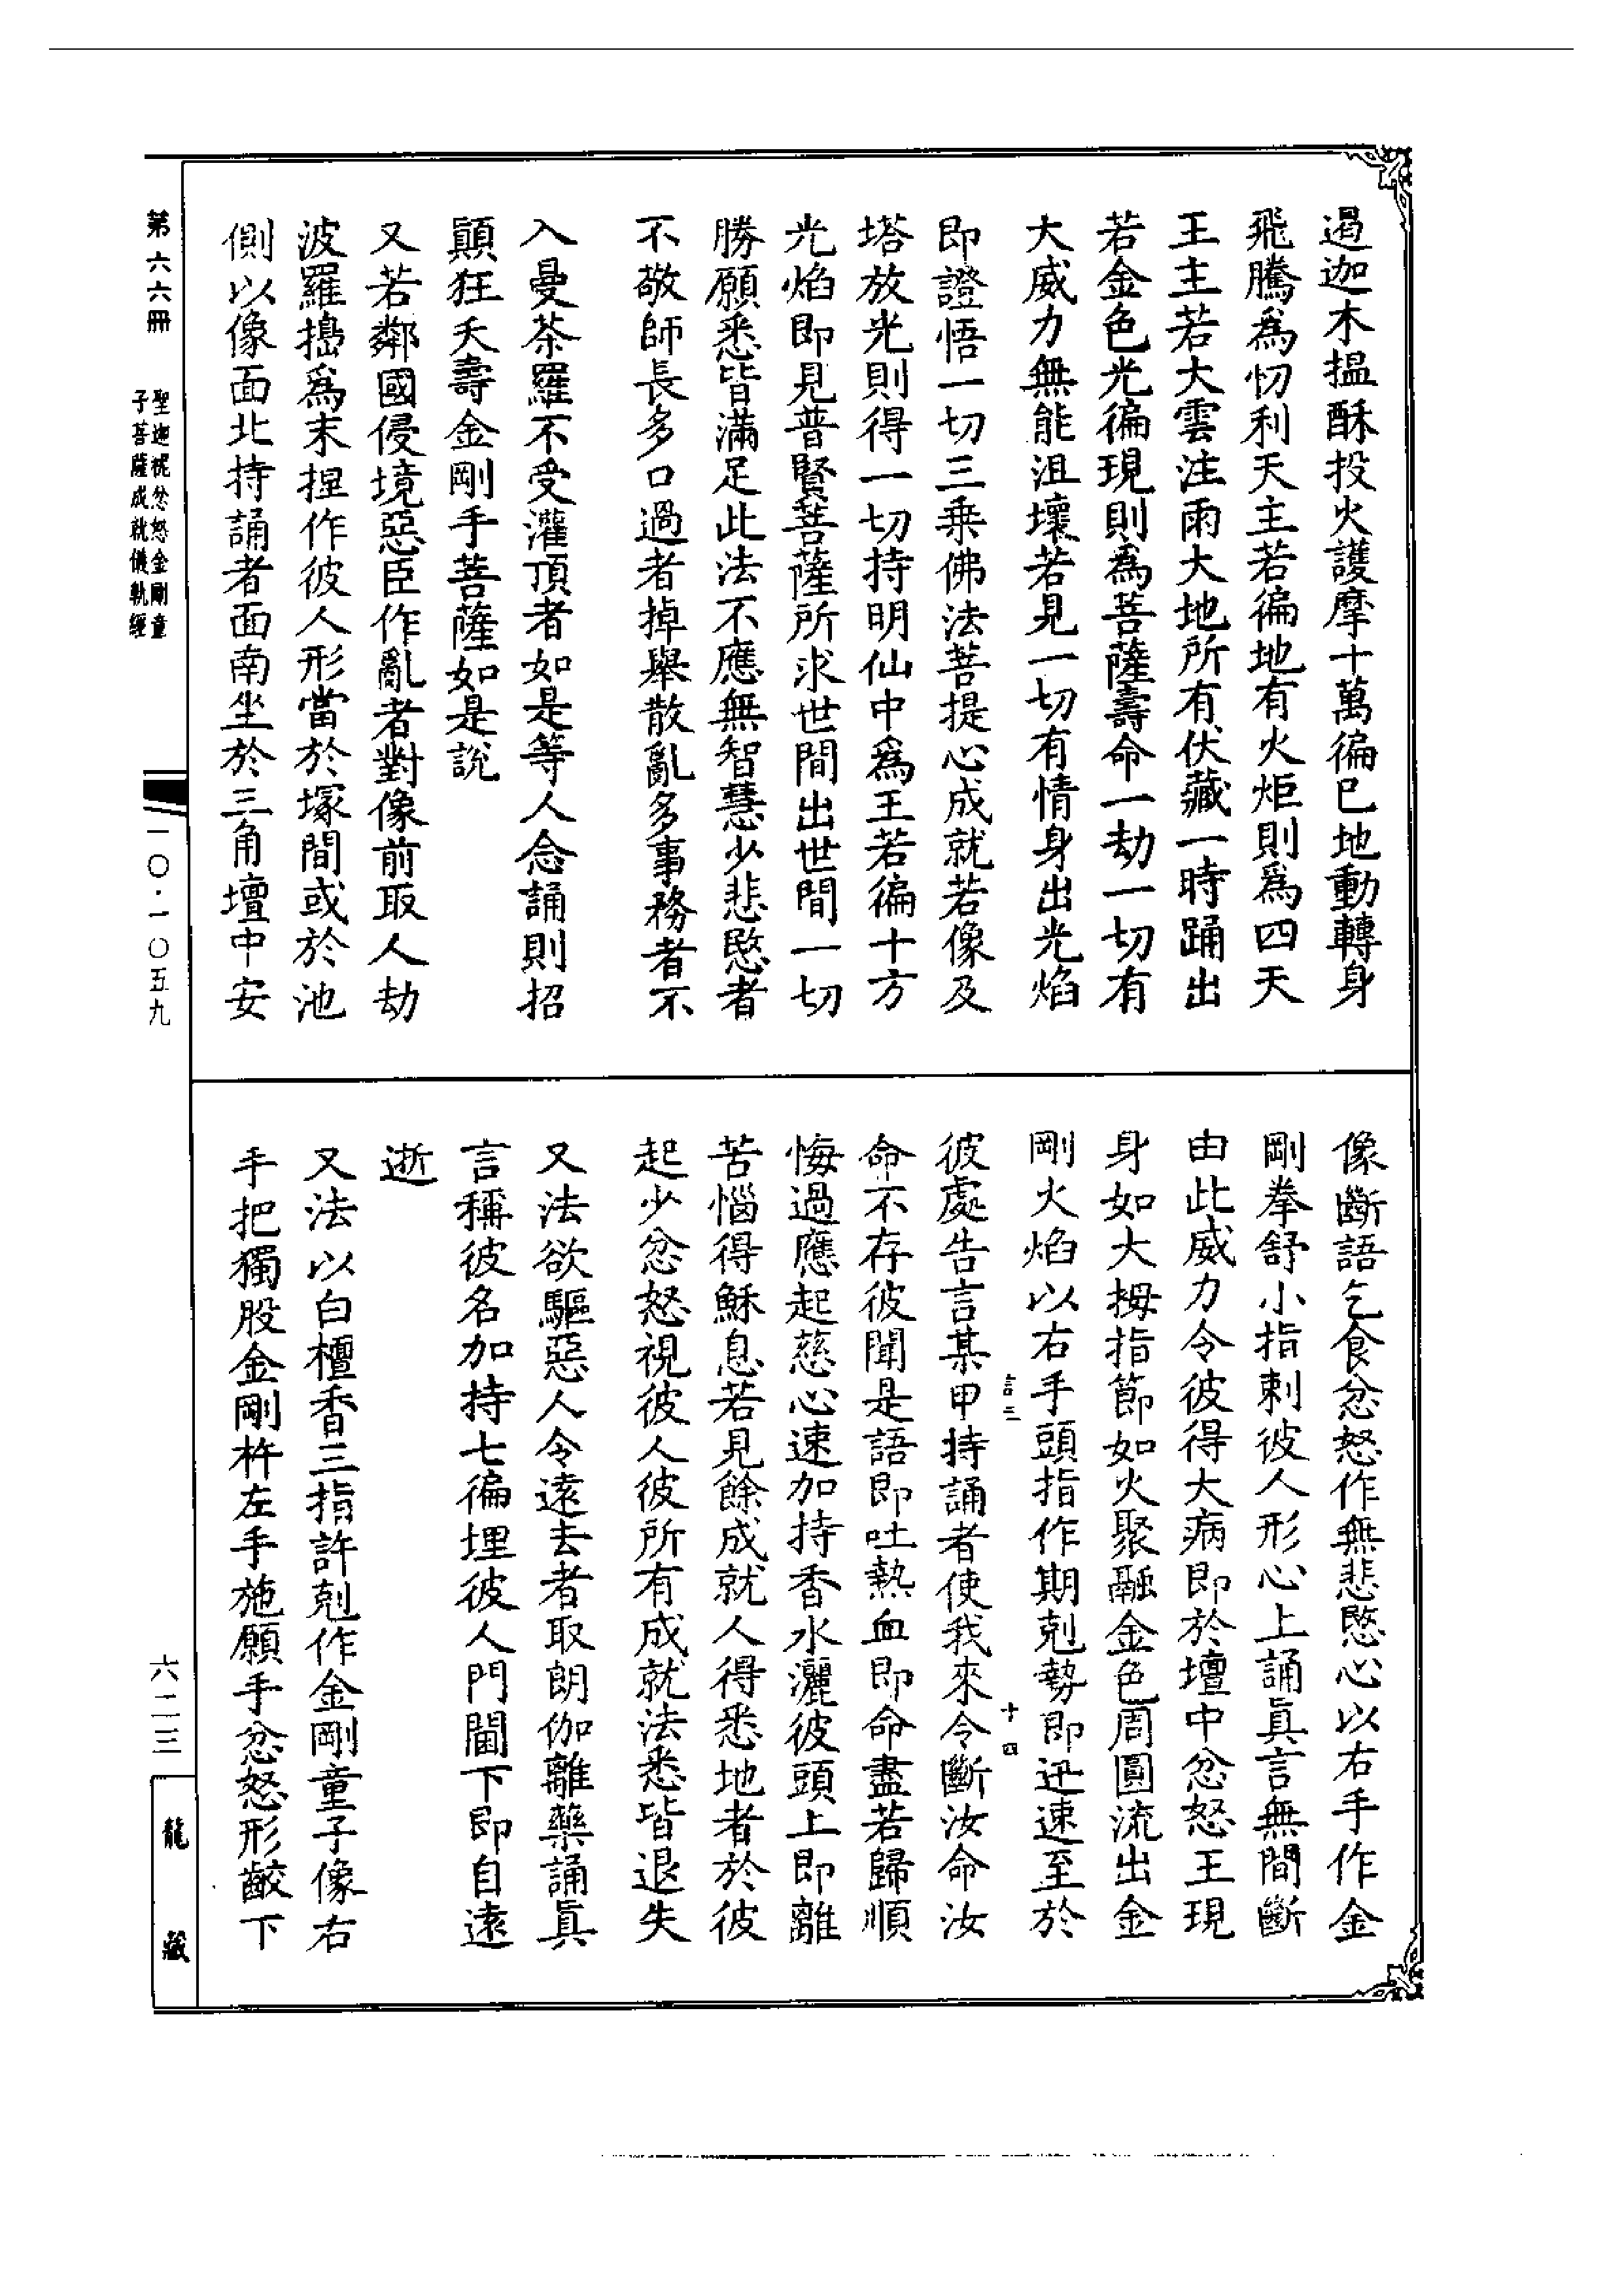 遏迦木搵酥投火護摩十萬徧已地動轉身
飛騰為忉利天主若徧地有火炬則為四天
王主若大雲注雨大地所有伏藏一時踊出
若金色光徧現則為菩薩壽命一劫一切有
大威力無能沮壞若見一切有情身出光焰
即證悟一切三乗佛法菩提心成就若像及
塔放光則得一切持明仙中為王若徧十方
光焰即見普賢菩薩所求世間出世間一切
勝願悉皆滿足此法不應無智慧少悲愍者
不敬師長多口過者掉舉散亂多事務者不
入曼荼羅不受灌頂者如是等人念誦則招
顛狂夭壽金剛手菩薩如是說
又若鄰國侵境惡臣作亂者對像前取人劫
波羅擣為末捏作彼人形當於塚間或於池
側以像面北持誦者面南坐於三角壇中安
像斷語乞食忿怒作無悲愍心以右手作金
剛拳舒小指刺彼人形心上誦眞言無間斷
由此威力令彼得大病即於壇中忿怒王現
身如大拇指節如火聚融金色周圓流出金
剛火焰以右手頭指作期剋勢即迅速至於
言三
十四
彼處告言某甲持誦者使我來令斷汝命汝
命不存彼聞是語即吐熱血即命盡若歸順
悔過應起慈心速加持香水灑彼頭上即離
苦惱得穌息若見餘成就人得悉地者於彼
起少忿怒視彼人彼所有成就法悉皆退失
又法欲驅惡人令遠去者取朗伽離藥誦眞
言稱彼名加持七徧埋彼人門閫下即自遠
逝
又法以白檀香三指許剋作金剛童子像右
手把獨股金剛杵左手施願手忿怒形齩下
第六六冊
聖迦柅忿怒金剛童
子菩薩成就儀軌經
一〇·一〇五九
六二三
龍藏